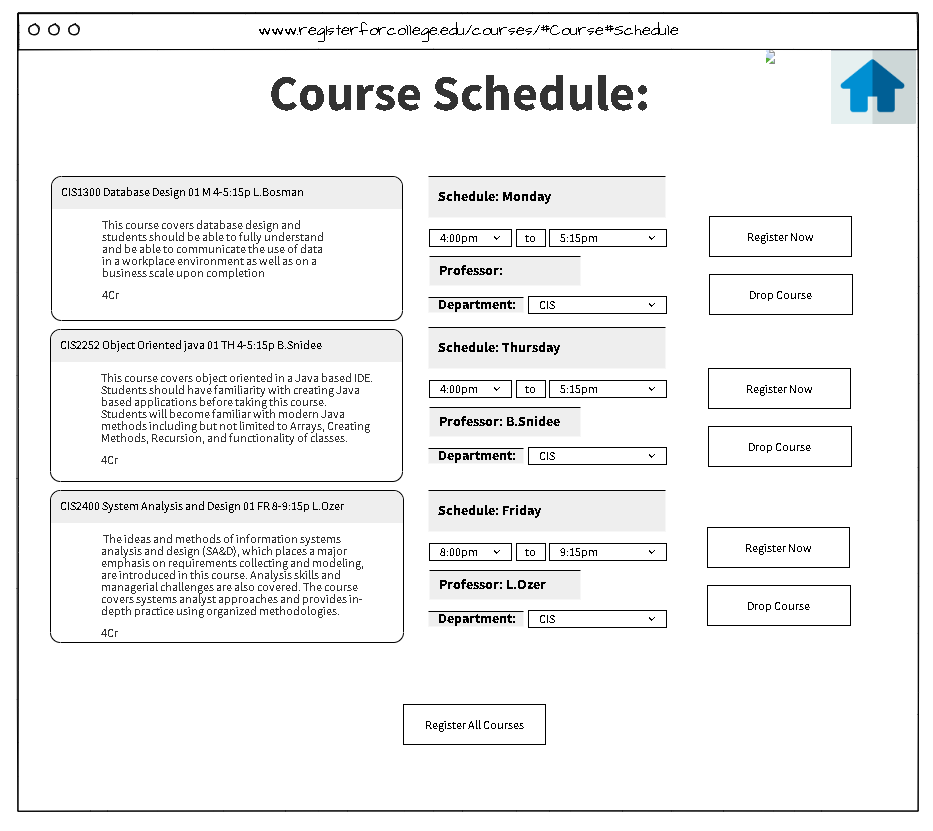 www.registerforcollege.edu/courses/#Course#Schedule
Course Schedule:
CIS1300 Database Design 01 M 4-5:15p L.Bosman
This course covers database design and
students should be able to fully understand
and be able to communicate the use of data
in a workplace environment as well as on a
business scale upon completion
4Cr
Schedule: Monday
4:00pm to 5:15pm
Professor:
Department: CIS
Register Now
Drop Course
CIS2252 Object Oriented java 01 TH 4-5:15p B.Snidee
This course covers object oriented in a Java based IDE.
Students should have familiarity with creating Java
based applications before taking this course.
Students will become familiar with modern Java
methods including but not limited to Arrays, Creating
Methods, Recursion, and functionality of classes.
4Cr
Schedule: Thursday
4:00pm to 5:15pm
Professor: B.Snidee
Department: CIS
Register Now
Drop Course
CIS2400 System Analysis and Design 01 FR 8-9:15p L.Ozer
The ideas and methods of information systems
analysis and design (SA&D), which places a major
emphasis on requirements collecting and modeling,
are introduced in this course. Analysis skills and
managerial challenges are also covered. The course
covers systems analyst approaches and provides in-
depth practice using organized methodologies.
4Cr
Schedule: Friday
8:00pm to 9:15pm
Professor: L.Ozer
Department: CIS
Register Now
Drop Course
Register All Courses